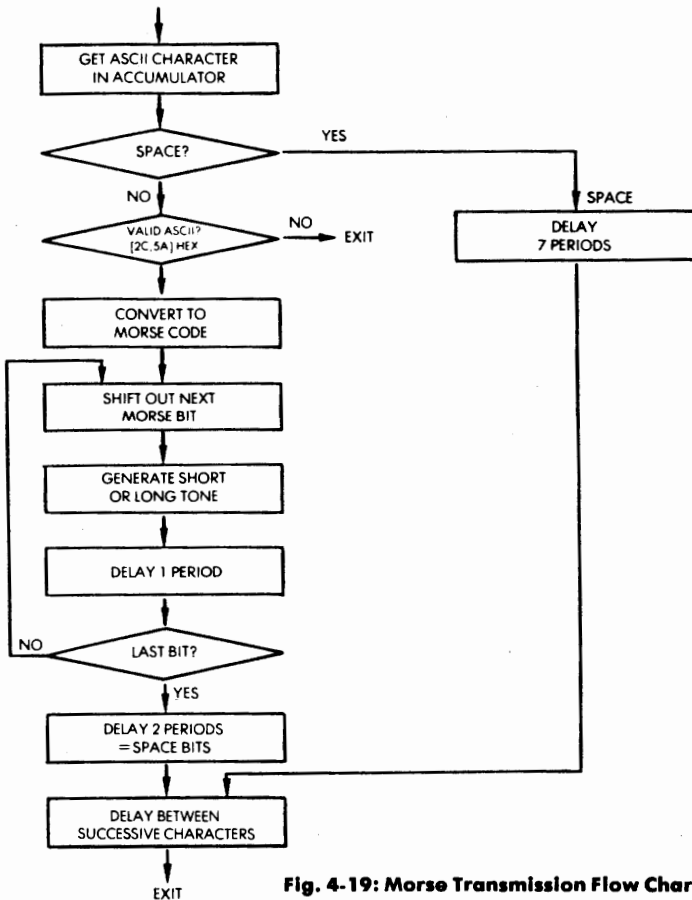 GET ASCII CHARACTER
IN ACCUMULATOR
SPACE?
YES
NO
SPACE
VALID ASCII?
[2C, 5A] HEX
NO
EXIT
DELAY
7 PERIODS
CONVERT TO
MORSE CODE
SHIFT OUT NEXT
MORSE BIT
GENERATE SHORT
OR LONG TONE
DELAY 1 PERIOD
NO
LAST BIT?
YES
DELAY 2 PERIODS
= SPACE BITS
DELAY BETWEEN
SUCCESSIVE CHARACTERS
EXIT
Fig. 4-19: Morse Transmission Flow Char